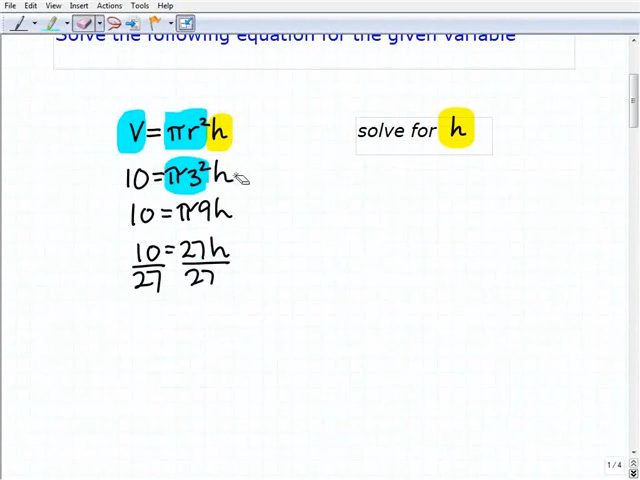 File Edit View Insert Actions Tools Help
Solve the following equation for the given variable
V = πr²h
solve for h
10 = π3²h
10 = π9h
10 = 27h
27 27
1 / 4